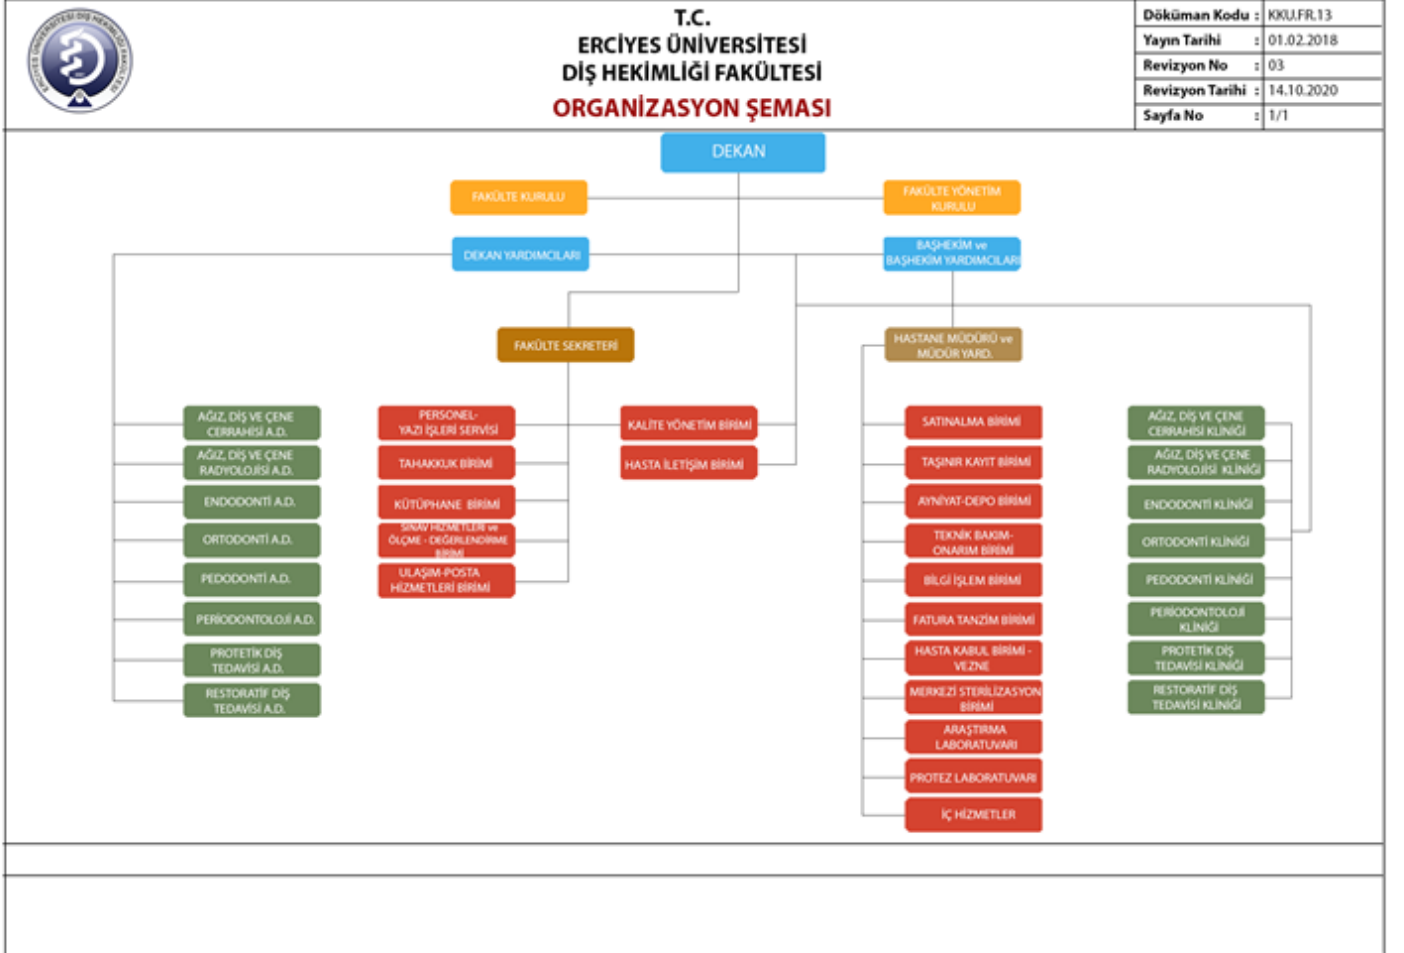 T.C.
ERCİYES ÜNİVERSİTESİ
DİŞ HEKİMLİĞİ FAKÜLTESİ
ORGANİZASYON ŞEMASI
Döküman Kodu : KKU.FR.13
Yayın Tarihi : 01.02.2018
Revizyon No : 03
Revizyon Tarihi : 14.10.2020
Sayfa No : 1/1
ERCİYES ÜNİVERSİTESİ DİŞ HEKİMLİĞİ FAKÜLTESİ
DEKAN
FAKÜLTE KURULU
FAKÜLTE YÖNETİM
KURULU
DEKAN YARDIMCILARI
BAŞHEKİM ve
BAŞHEKİM YARDIMCILARI
FAKÜLTE SEKRETERİ
HASTANE MÜDÜRÜ ve
MÜDÜR YARD.
AĞIZ, DİŞ VE ÇENE
CERRAHİSİ A.D.
AĞIZ, DİŞ VE ÇENE
RADYOLOJİSİ A.D.
ENDODONTİ A.D.
ORTODONTİ A.D.
PEDODONTİ A.D.
PERİODONTOLOJİ A.D.
PROTETİK DİŞ
TEDAVİSİ A.D.
RESTORATİF DİŞ
TEDAVİSİ A.D.
PERSONEL-
YAZI İŞLERİ SERVİSİ
TAHAKKUK BİRİMİ
KÜTÜPHANE BİRİMİ
SINAV HİZMETLERİ ve
ÖLÇME - DEĞERLENDİRME
BİRİMİ
ULAŞIM-POSTA
HİZMETLERİ BİRİMİ
KALİTE YÖNETİM BİRİMİ
HASTA İLETİŞİM BİRİMİ
SATINALMA BİRİMİ
TAŞINIR KAYIT BİRİMİ
AYNİYAT-DEPO BİRİMİ
TEKNİK BAKIM-
ONARIM BİRİMİ
BİLGİ İŞLEM BİRİMİ
FATURA TANZİM BİRİMİ
HASTA KABUL BİRİMİ -
VEZNE
MERKEZİ STERİLİZASYON
BİRİMİ
ARAŞTIRMA
LABORATUVARI
PROTEZ LABORATUVARI
İÇ HİZMETLER
AĞIZ, DİŞ VE ÇENE
CERRAHİSİ KLİNİĞİ
AĞIZ, DİŞ VE ÇENE
RADYOLOJİSİ KLİNİĞİ
ENDODONTİ KLİNİĞİ
ORTODONTİ KLİNİĞİ
PEDODONTİ KLİNİĞİ
PERİODONTOLOJİ
KLİNİĞİ
PROTETİK DİŞ
TEDAVİSİ KLİNİĞİ
RESTORATİF DİŞ
TEDAVİSİ KLİNİĞİ